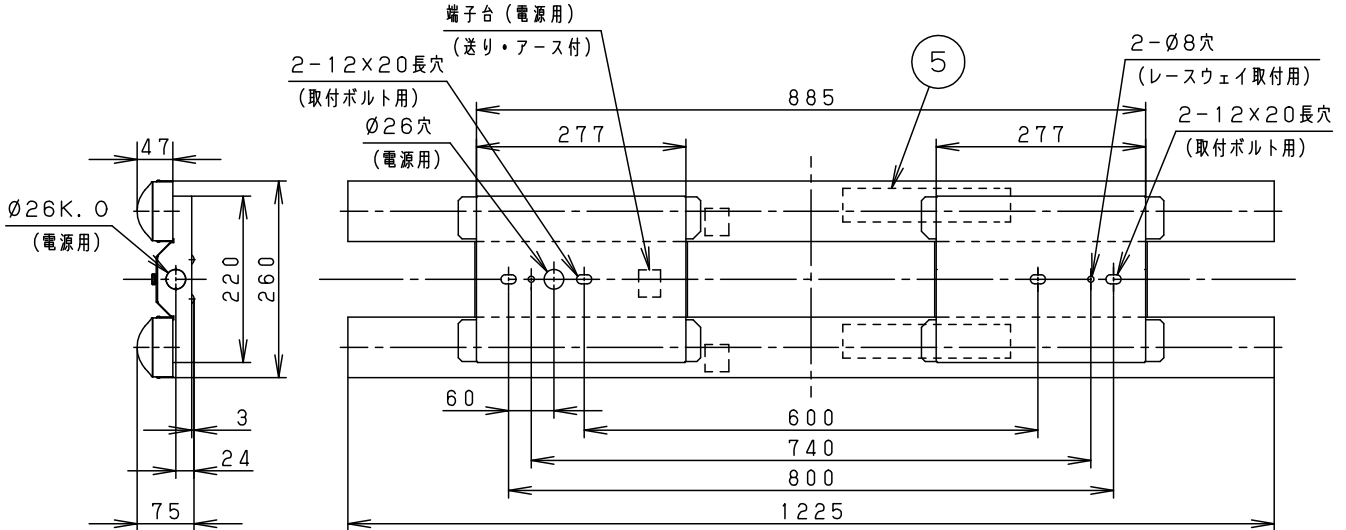 端子台（電源用）
（送り・アース付）
5
2-Ø8穴
（レースウェイ取付用）
2-12×20長穴
（取付ボルト用）
885
2-12×20長穴
（取付ボルト用）
Ø26穴
（電源用）
277
277
47
Ø26K.O
（電源用）
220
260
60
3
600
740
24
800
75
1225